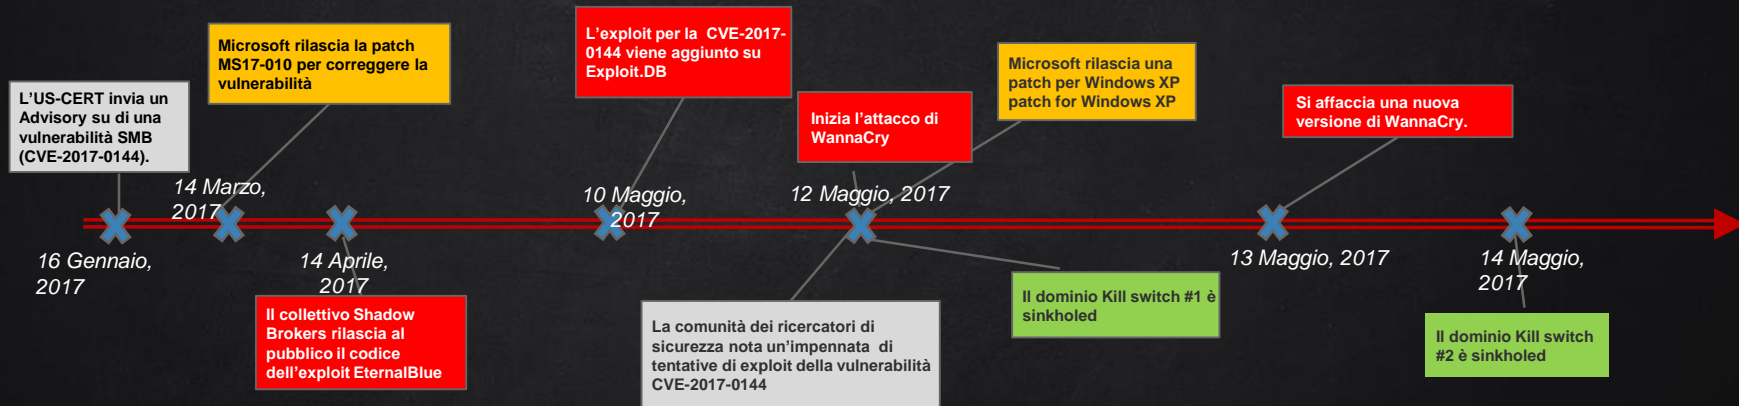 L'US-CERT invia un
Advisory su di una
vulnerabilità SMB
(CVE-2017-0144).
16 Gennaio,
2017
Microsoft rilascia la patch
MS17-010 per correggere la
vulnerabilità
14 Marzo,
2017
14 Aprile,
2017
Il collettivo Shadow
Brokers rilascia al
pubblico il codice
dell'exploit EternalBlue
L'exploit per la CVE-2017-
0144 viene aggiunto su
Exploit.DB
10 Maggio,
2017
Inizia l'attacco di
WannaCry
Microsoft rilascia una
patch per Windows XP
patch for Windows XP
12 Maggio, 2017
La comunità dei ricercatori di
sicurezza nota un'impennata di
tentative di exploit della vulnerabilità
CVE-2017-0144
Il dominio Kill switch #1 è
sinkholed
Si affaccia una nuova
versione di WannaCry.
13 Maggio, 2017
14 Maggio,
2017
Il dominio Kill switch
#2 è sinkholed